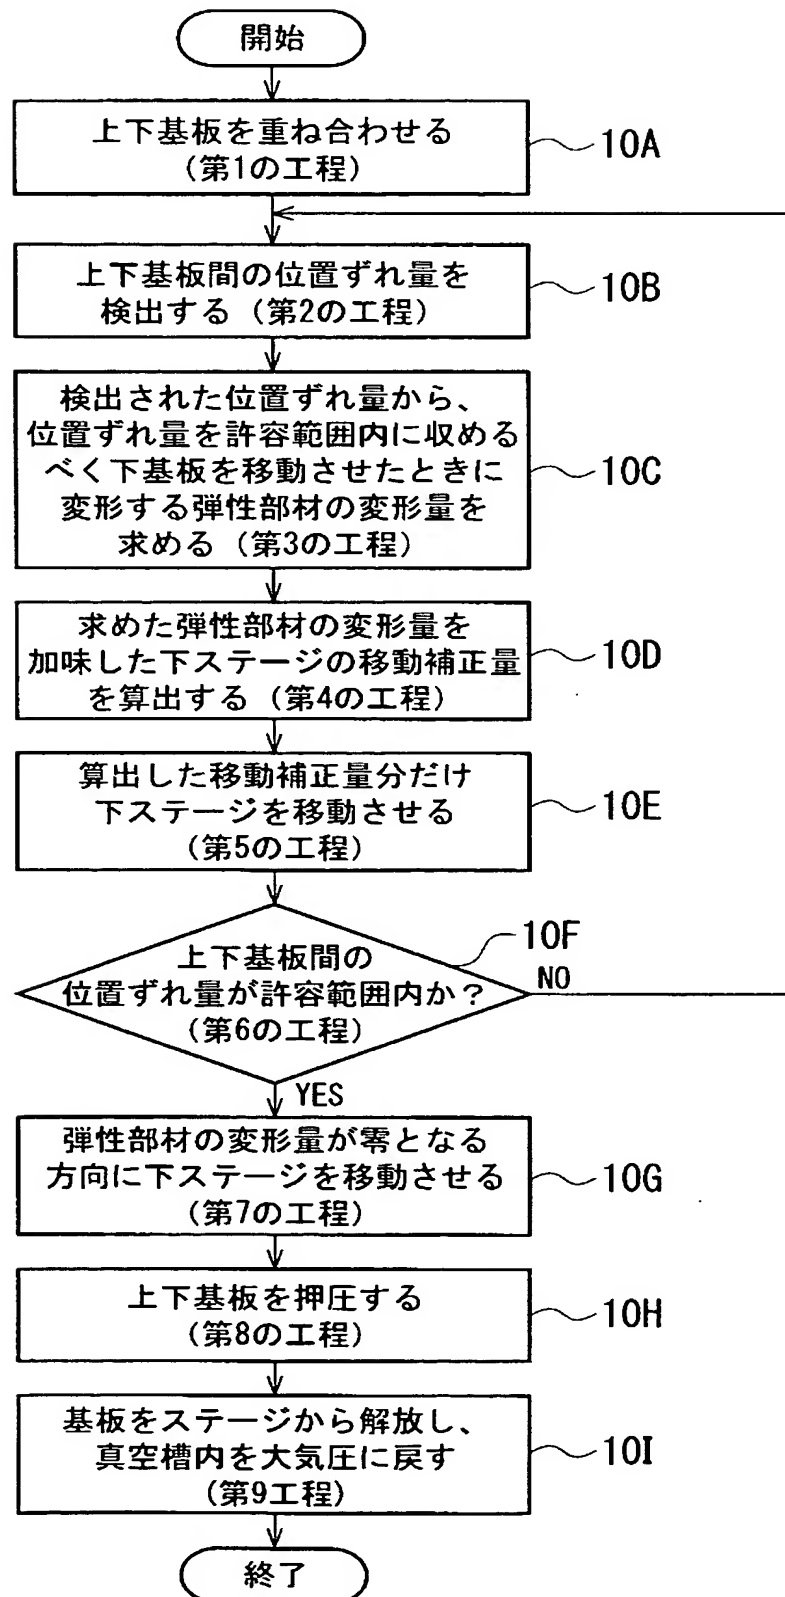 開始
上下基板を重ね合わせる
(第1の工程)
10A
上下基板間の位置ずれ量を
検出する (第2の工程)
10B
検出された位置ずれ量から、
位置ずれ量を許容範囲内に収める
べく下基板を移動させたときに
変形する弾性部材の変形量を
求める (第3の工程)
10C
求めた弾性部材の変形量を
加味した下ステージの移動補正量
を算出する (第4の工程)
10D
算出した移動補正量分だけ
下ステージを移動させる
(第5の工程)
10E
上下基板間の
位置ずれ量が許容範囲内か？
(第6の工程)
10F
NO
YES
弾性部材の変形量が零となる
方向に下ステージを移動させる
(第7の工程)
10G
上下基板を押圧する
(第8の工程)
10H
基板をステージから解放し、
真空槽内を大気圧に戻す
(第9工程)
10I
終了